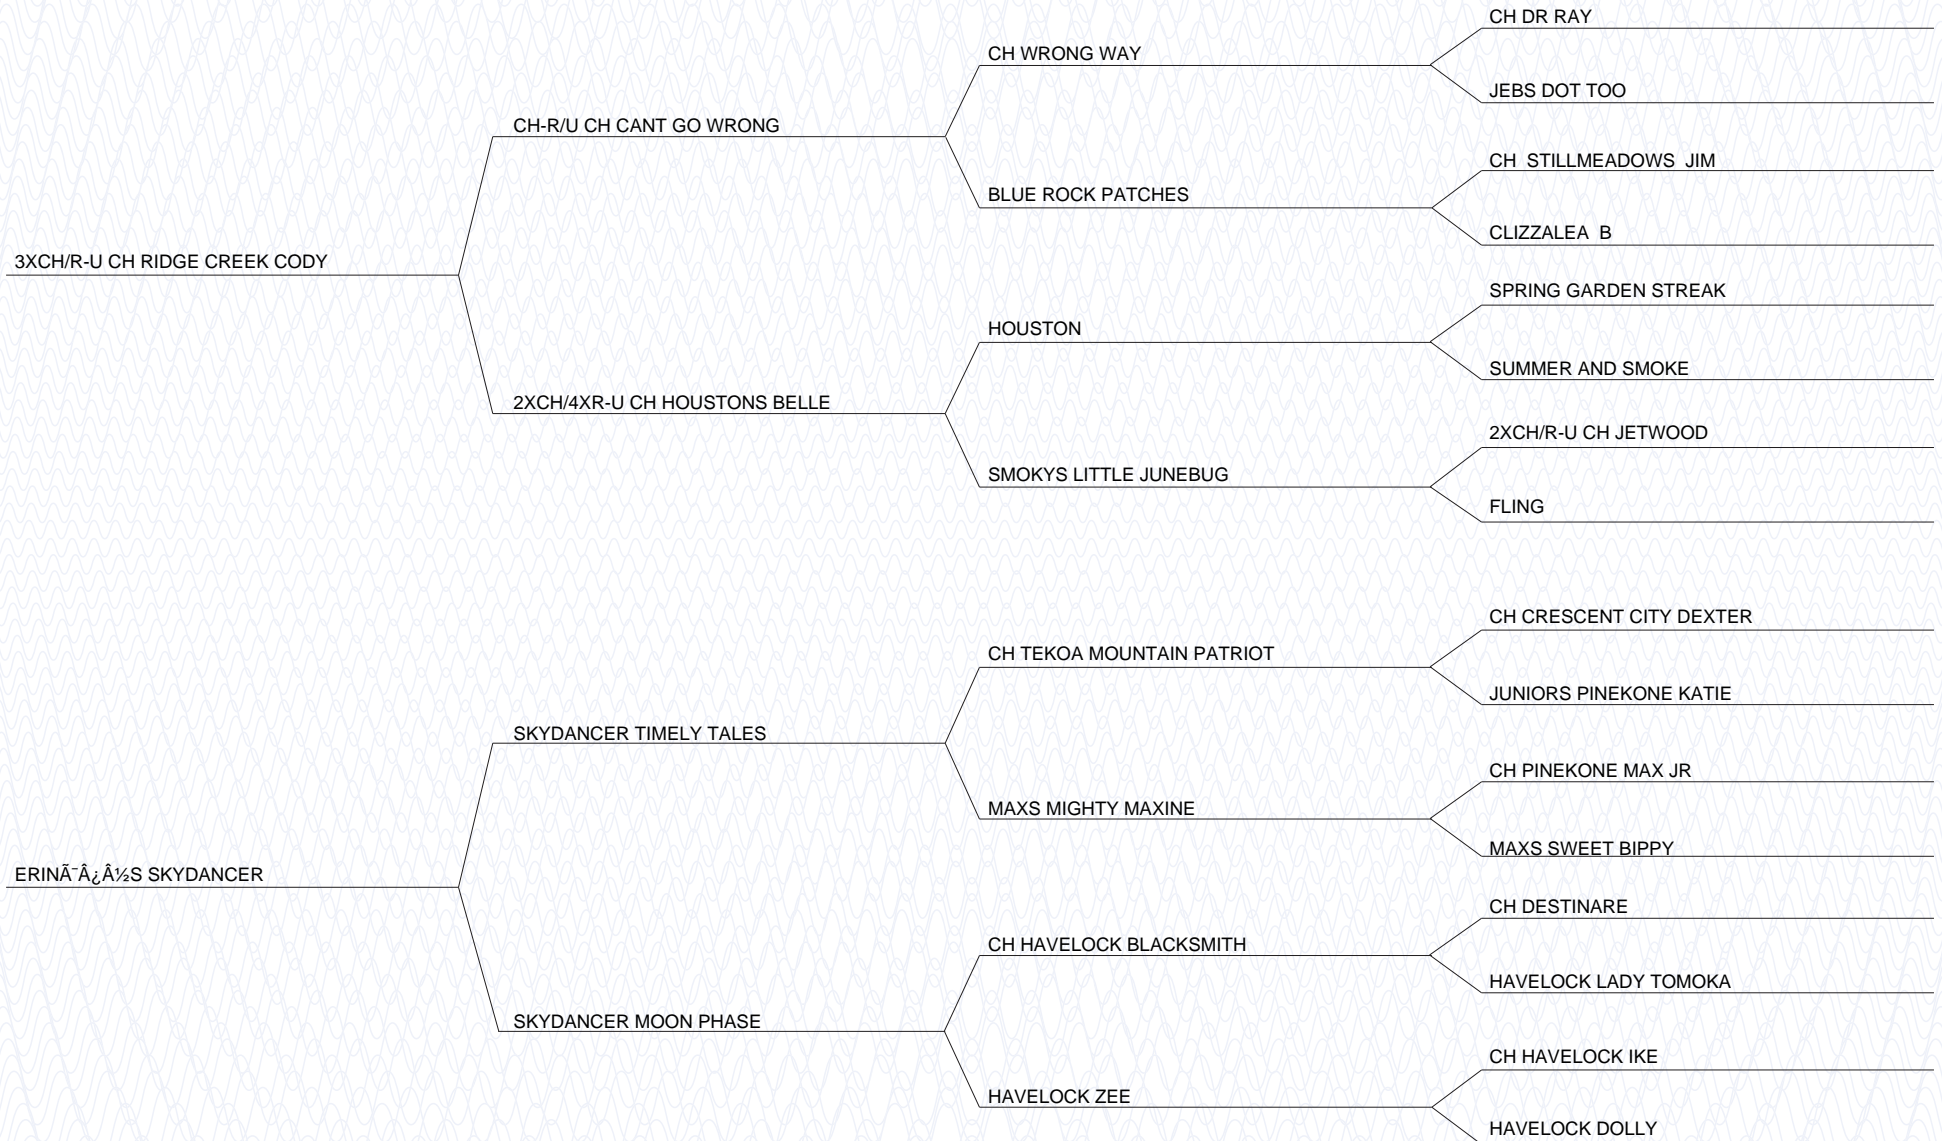 CH DR RAY
CH WRONG WAY
JEBS DOT TOO
CH-R/U CH CANT GO WRONG
CH  STILLMEADOWS  JIM
BLUE ROCK PATCHES
CLIZZALEA  B
3XCH/R-U CH RIDGE CREEK CODY
SPRING GARDEN STREAK
HOUSTON
SUMMER AND SMOKE
2XCH/4XR-U CH HOUSTONS BELLE
2XCH/R-U CH JETWOOD
SMOKYS LITTLE JUNEBUG
FLING
CH CRESCENT CITY DEXTER
CH TEKOA MOUNTAIN PATRIOT
JUNIORS PINEKONE KATIE
SKYDANCER TIMELY TALES
CH PINEKONE MAX JR
MAXS MIGHTY MAXINE
MAXS SWEET BIPPY
ERINÃ¯Â¿Â½S SKYDANCER
CH DESTINARE
CH HAVELOCK BLACKSMITH
HAVELOCK LADY TOMOKA
SKYDANCER MOON PHASE
CH HAVELOCK IKE
HAVELOCK ZEE
HAVELOCK DOLLY